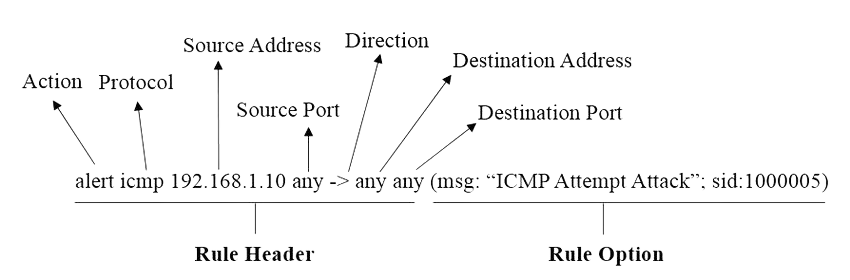 Source Address
Direction
Action
Protocol
Destination Address
Source Port
Destination Port
alert icmp 192.168.1.10 any -> any any (msg: “ICMP Attempt Attack”; sid:1000005)
Rule Header
Rule Option